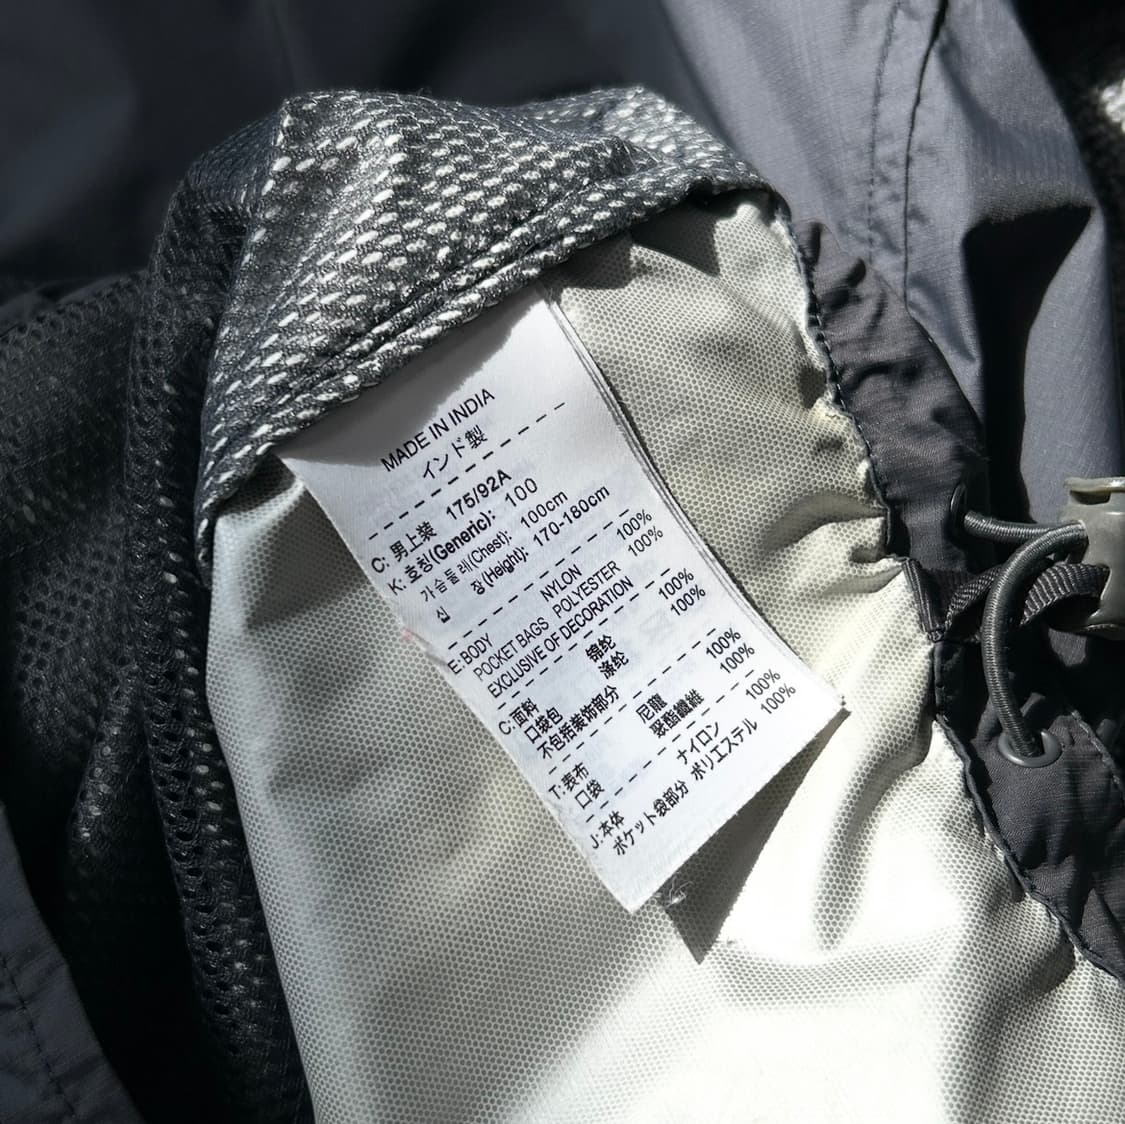 MADE IN INDIA
インド製
C: 男上装 175/92A
K: 호칭(Generic): 100
가슴둘레(Chest): 100cm
신 장(Height): 170-180cm
E: BODY NYLON 100%
POCKET BAGS POLYESTER 100%
EXCLUSIVE OF DECORATION
C: 面料 锦纶 100%
口袋包 涤纶 100%
不包括装饰部分
T: 表布 尼龍 100%
口袋 聚酯纖維 100%
J: 本体 ナイロン 100%
ポケット袋部分 ポリエステル 100%